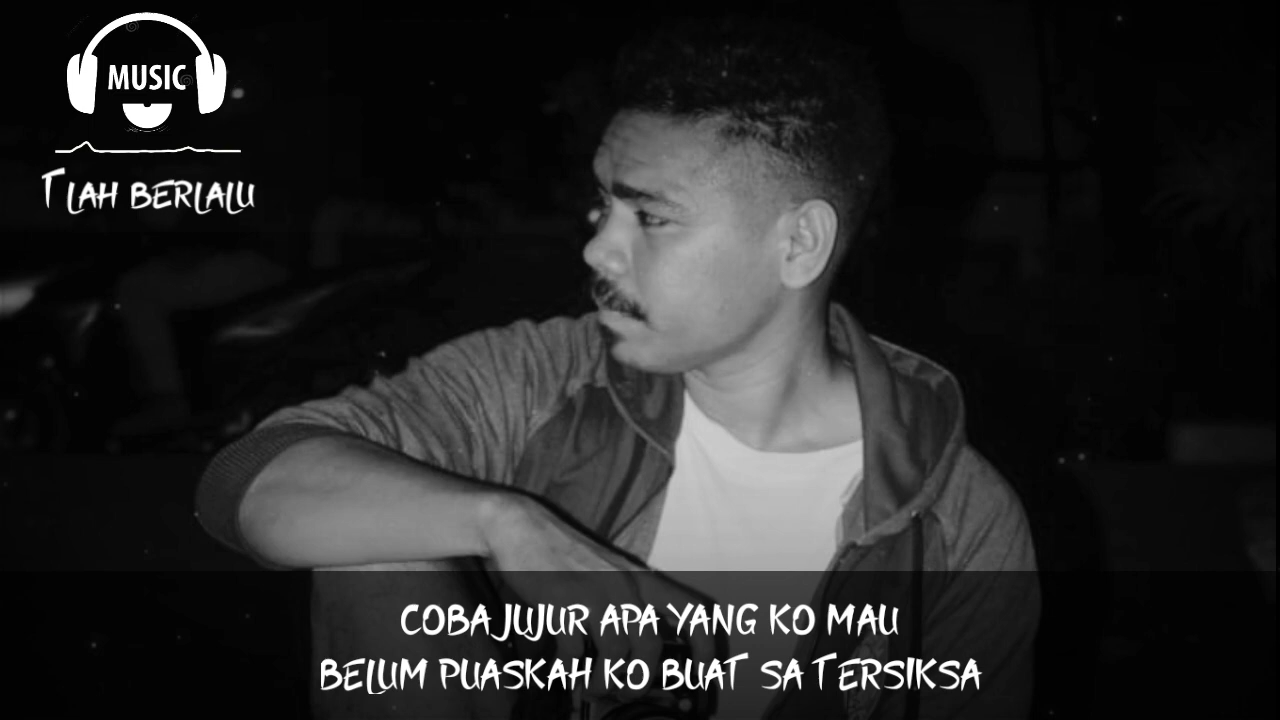 MUSIC
T'LAH BERLALU
COBA JUJUR APA YANG KO MAU
BELUM PUASKAH KO BUAT SA TERSIKSA